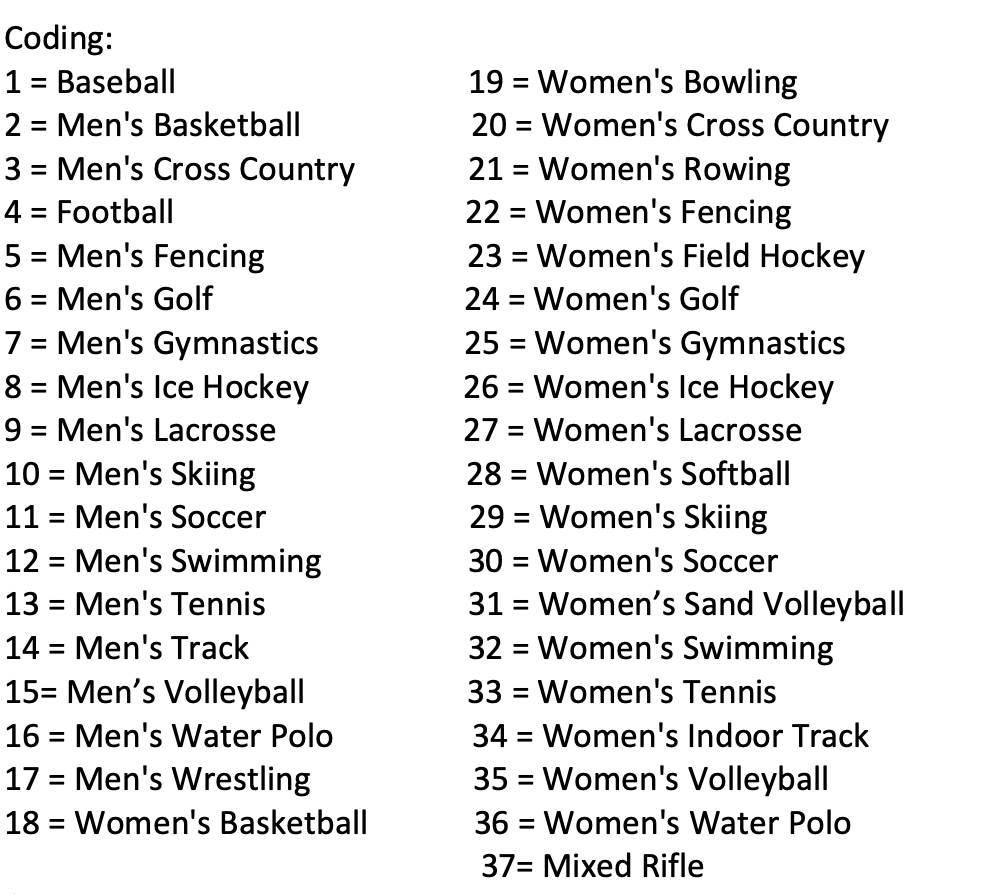 Coding:
1 = Baseball
2 = Men's Basketball
3 = Men's Cross Country
4 = Football
5 = Men's Fencing
6 = Men's Golf
7 = Men's Gymnastics
8 = Men's Ice Hockey
9 = Men's Lacrosse
10 = Men's Skiing
11 = Men's Soccer
12 = Men's Swimming
13 = Men's Tennis
14 = Men's Track
15= Men’s Volleyball
16 = Men's Water Polo
17 = Men's Wrestling
18 = Women's Basketball
19 = Women's Bowling
20 = Women's Cross Country
21 = Women's Rowing
22 = Women's Fencing
23 = Women's Field Hockey
24 = Women's Golf
25 = Women's Gymnastics
26 = Women's Ice Hockey
27 = Women's Lacrosse
28 = Women's Softball
29 = Women's Skiing
30 = Women's Soccer
31 = Women’s Sand Volleyball
32 = Women's Swimming
33 = Women's Tennis
34 = Women's Indoor Track
35 = Women's Volleyball
36 = Women's Water Polo
37= Mixed Rifle